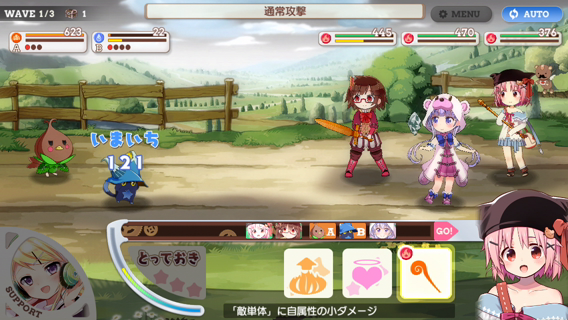 WAVE 1/3 1
通常攻撃
MENU
AUTO
623
22
A
B
445
470
376
いまいち
121
A
B
GO!
とっておき
SUPPORT
「敵単体」に自属性の小ダメージ